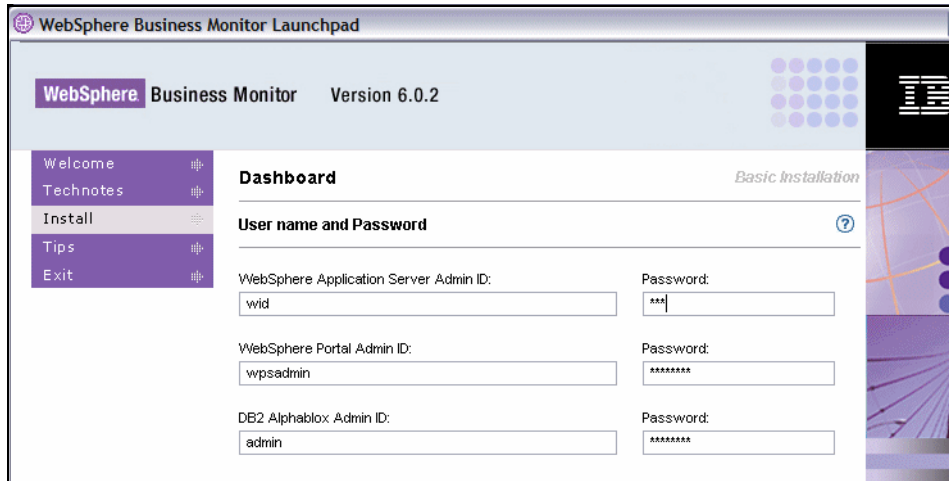 WebSphere Business Monitor Launchpad
WebSphere. Business Monitor Version 6.0.2
IB
Welcome
Technotes
Install
Tips
Exit
Dashboard Basic Installation
User name and Password ?
WebSphere Application Server Admin ID: Password:
wid ***
WebSphere Portal Admin ID: Password:
wpsadmin ********
DB2 Alphablox Admin ID: Password:
admin ********